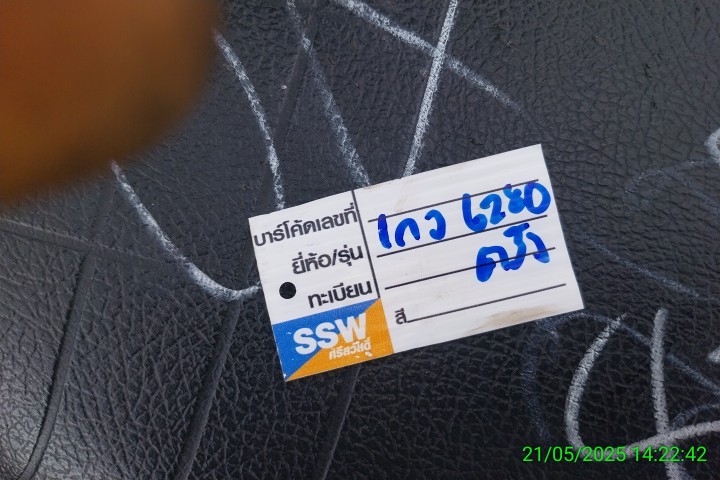 บาร์โค้ดเลขที่
ยี่ห้อ/รุ่น
ทะเบียน
1กว 6280
ตรัง
สี
SSW
ศรีสวัสดิ์
21/05/2025 14:22:42